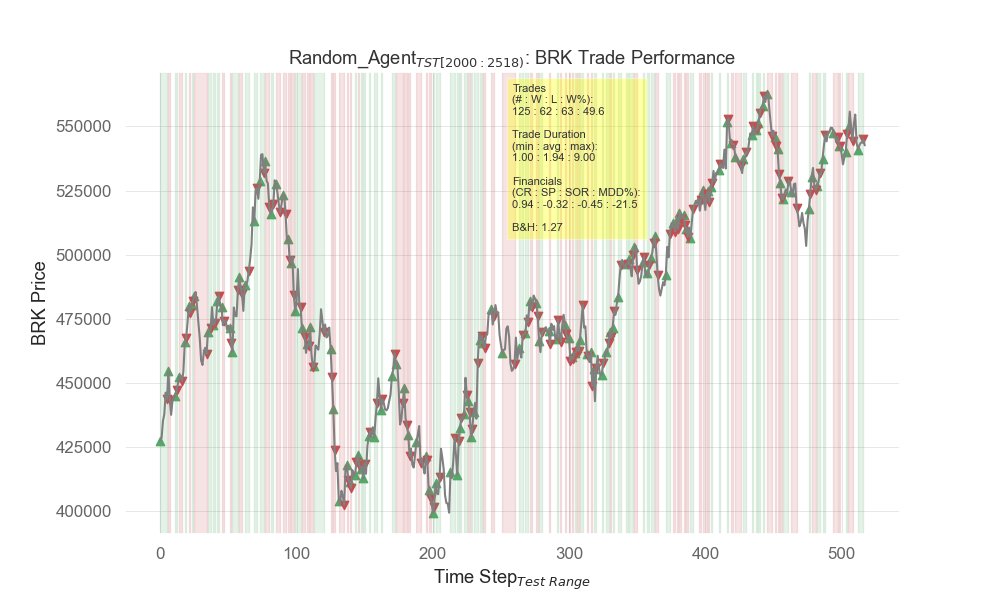 Random_Agent TST[2000 : 2518): BRK Trade Performance
Trades
(# : W : L : W%):
125 : 62 : 63 : 49.6
Trade Duration
(min : avg : max):
1.00 : 1.94 : 9.00
Financials
(CR : SP : SOR : MDD%):
0.94 : -0.32 : -0.45 : -21.5
B&H: 1.27
BRK Price
550000
525000
500000
475000
450000
425000
400000
0 100 200 300 400 500
Time Step Test Range